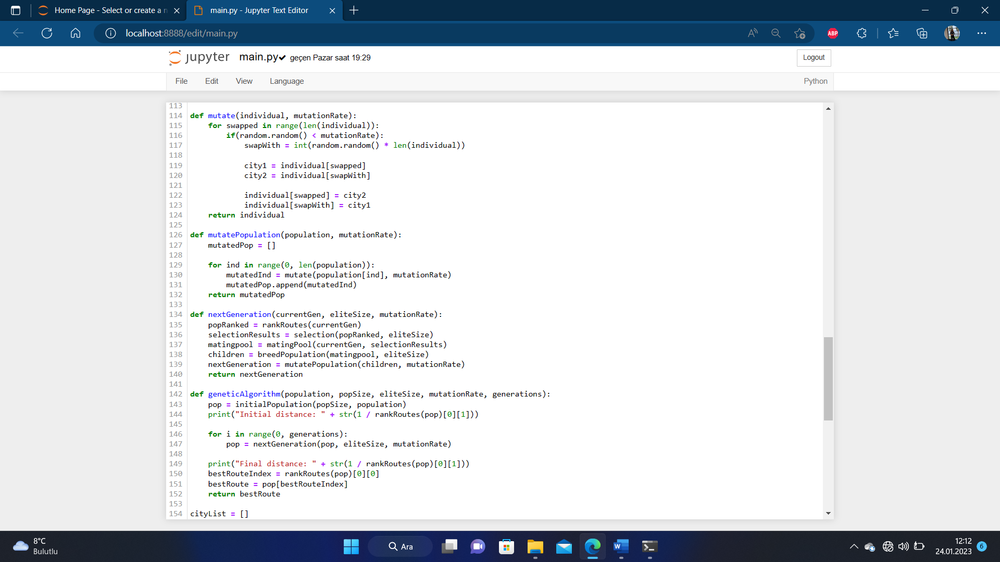 Home Page - Select or create a n
main.py - Jupyter Text Editor
localhost:8888/edit/main.py
ABP
jupyter main.py geçen Pazar saat 19:29
Logout
File Edit View Language
Python
113
114 def mutate(individual, mutationRate):
115     for swapped in range(len(individual)):
116         if(random.random() < mutationRate):
117             swapWith = int(random.random() * len(individual))
118
119             city1 = individual[swapped]
120             city2 = individual[swapWith]
121
122             individual[swapped] = city2
123             individual[swapWith] = city1
124     return individual
125
126 def mutatePopulation(population, mutationRate):
127     mutatedPop = []
128
129     for ind in range(0, len(population)):
130         mutatedInd = mutate(population[ind], mutationRate)
131         mutatedPop.append(mutatedInd)
132     return mutatedPop
133
134 def nextGeneration(currentGen, eliteSize, mutationRate):
135     popRanked = rankRoutes(currentGen)
136     selectionResults = selection(popRanked, eliteSize)
137     matingpool = matingPool(currentGen, selectionResults)
138     children = breedPopulation(matingpool, eliteSize)
139     nextGeneration = mutatePopulation(children, mutationRate)
140     return nextGeneration
141
142 def geneticAlgorithm(population, popSize, eliteSize, mutationRate, generations):
143     pop = initialPopulation(popSize, population)
144     print("Initial distance: " + str(1 / rankRoutes(pop)[0][1]))
145
146     for i in range(0, generations):
147         pop = nextGeneration(pop, eliteSize, mutationRate)
148
149     print("Final distance: " + str(1 / rankRoutes(pop)[0][1]))
150     bestRouteIndex = rankRoutes(pop)[0][0]
151     bestRoute = pop[bestRouteIndex]
152     return bestRoute
153
154 cityList = []
8°C
Bulutlu
Ara
W
12:12
24.01.2023
6